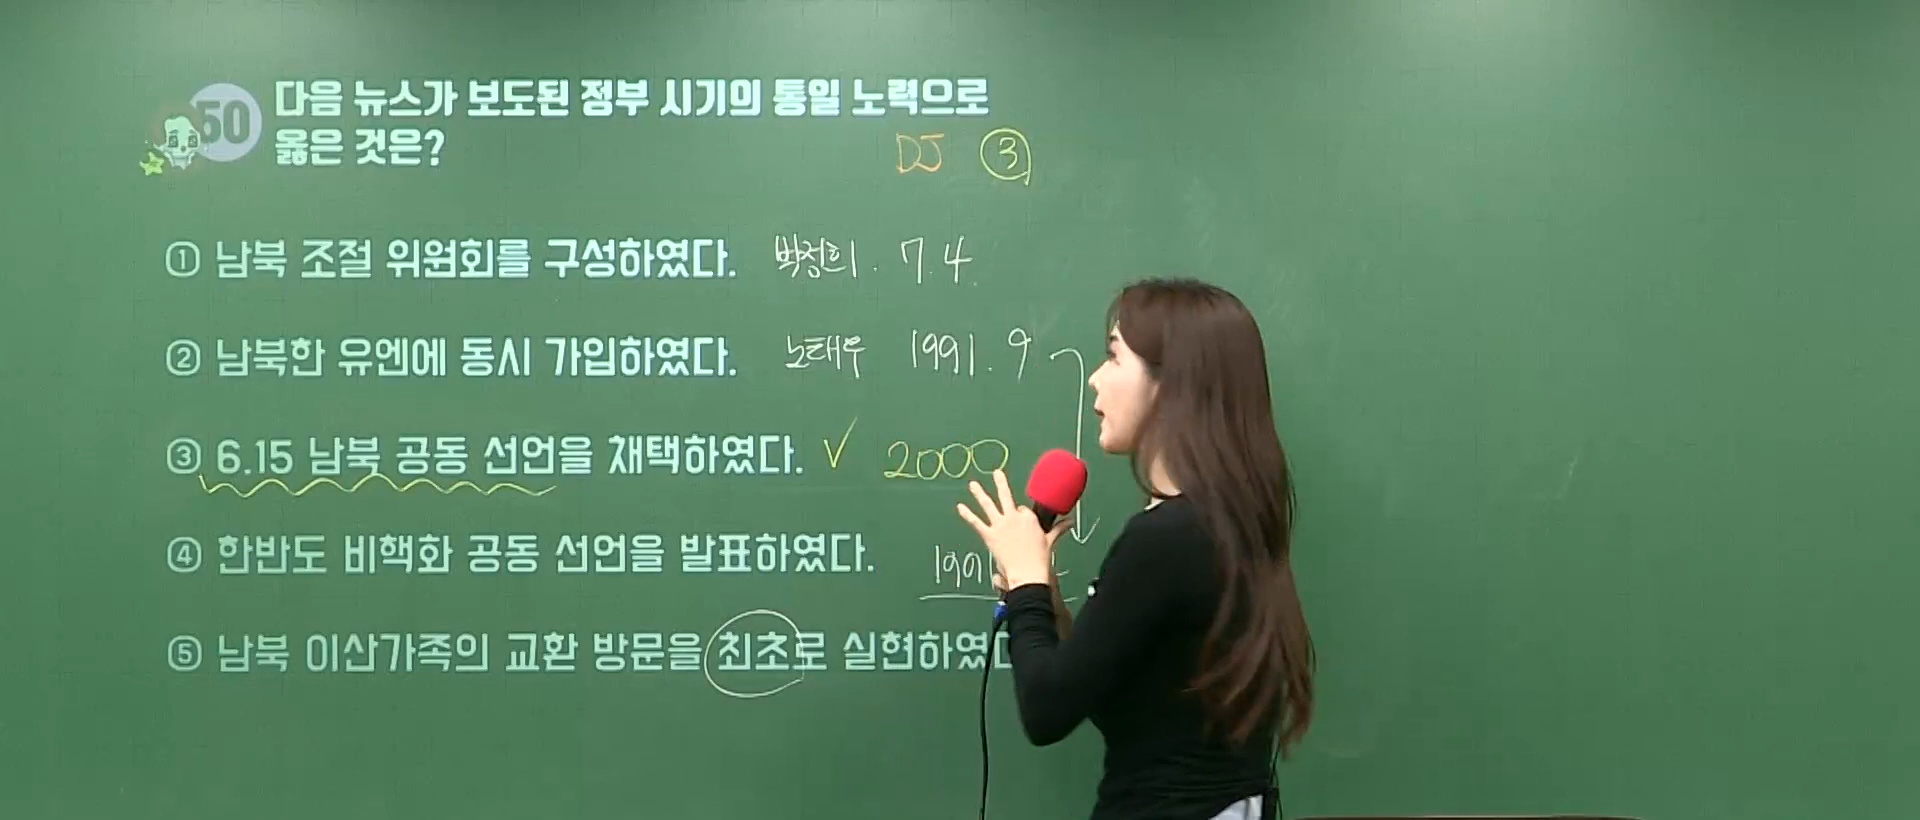 50 다음 뉴스가 보도된 정부 시기의 통일 노력으로
옳은 것은?
DJ ③
① 남북 조절 위원회를 구성하였다. 박정희. 7.4.
② 남북한 유엔에 동시 가입하였다. 노태우 1991. 9
③ 6.15 남북 공동 선언을 채택하였다. ✓ 2000
④ 한반도 비핵화 공동 선언을 발표하였다. 1991
⑤ 남북 이산가족의 교환 방문을 최초로 실현하였다